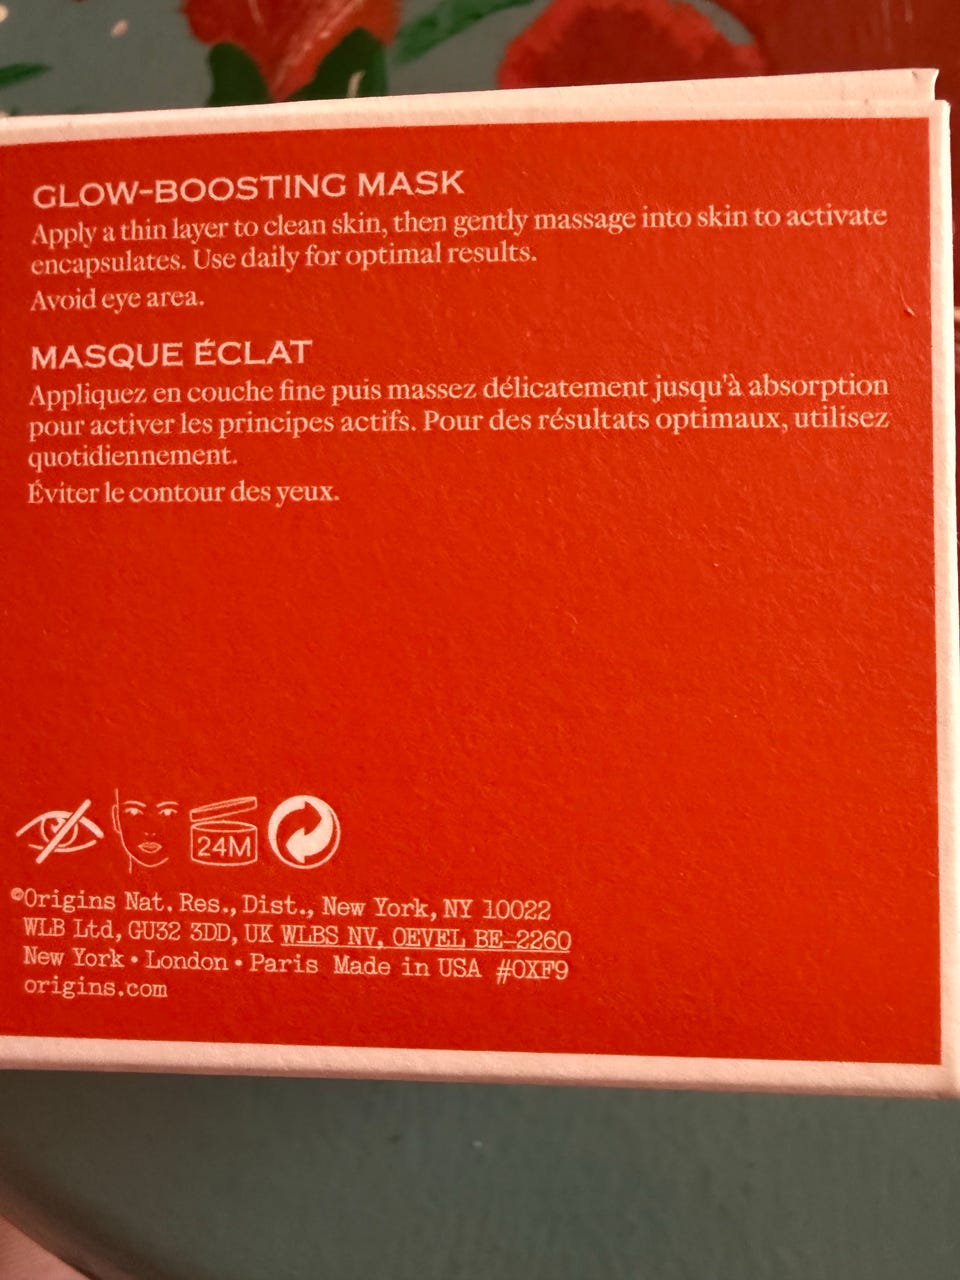 GLOW-BOOSTING MASK
Apply a thin layer to clean skin, then gently massage into skin to activate
encapsulates. Use daily for optimal results.
Avoid eye area.
MASQUE ÉCLAT
Appliquez en couche fine puis massez délicatement jusqu'à absorption
pour activer les principes actifs. Pour des résultats optimaux, utilisez
quotidiennement.
Éviter le contour des yeux.
24M
©Origins Nat. Res., Dist., New York, NY 10022
WLB Ltd, GU32 3DD, UK WLBS NV, OEVEL BE-2260
New York • London • Paris Made in USA #0XF9
origins.com